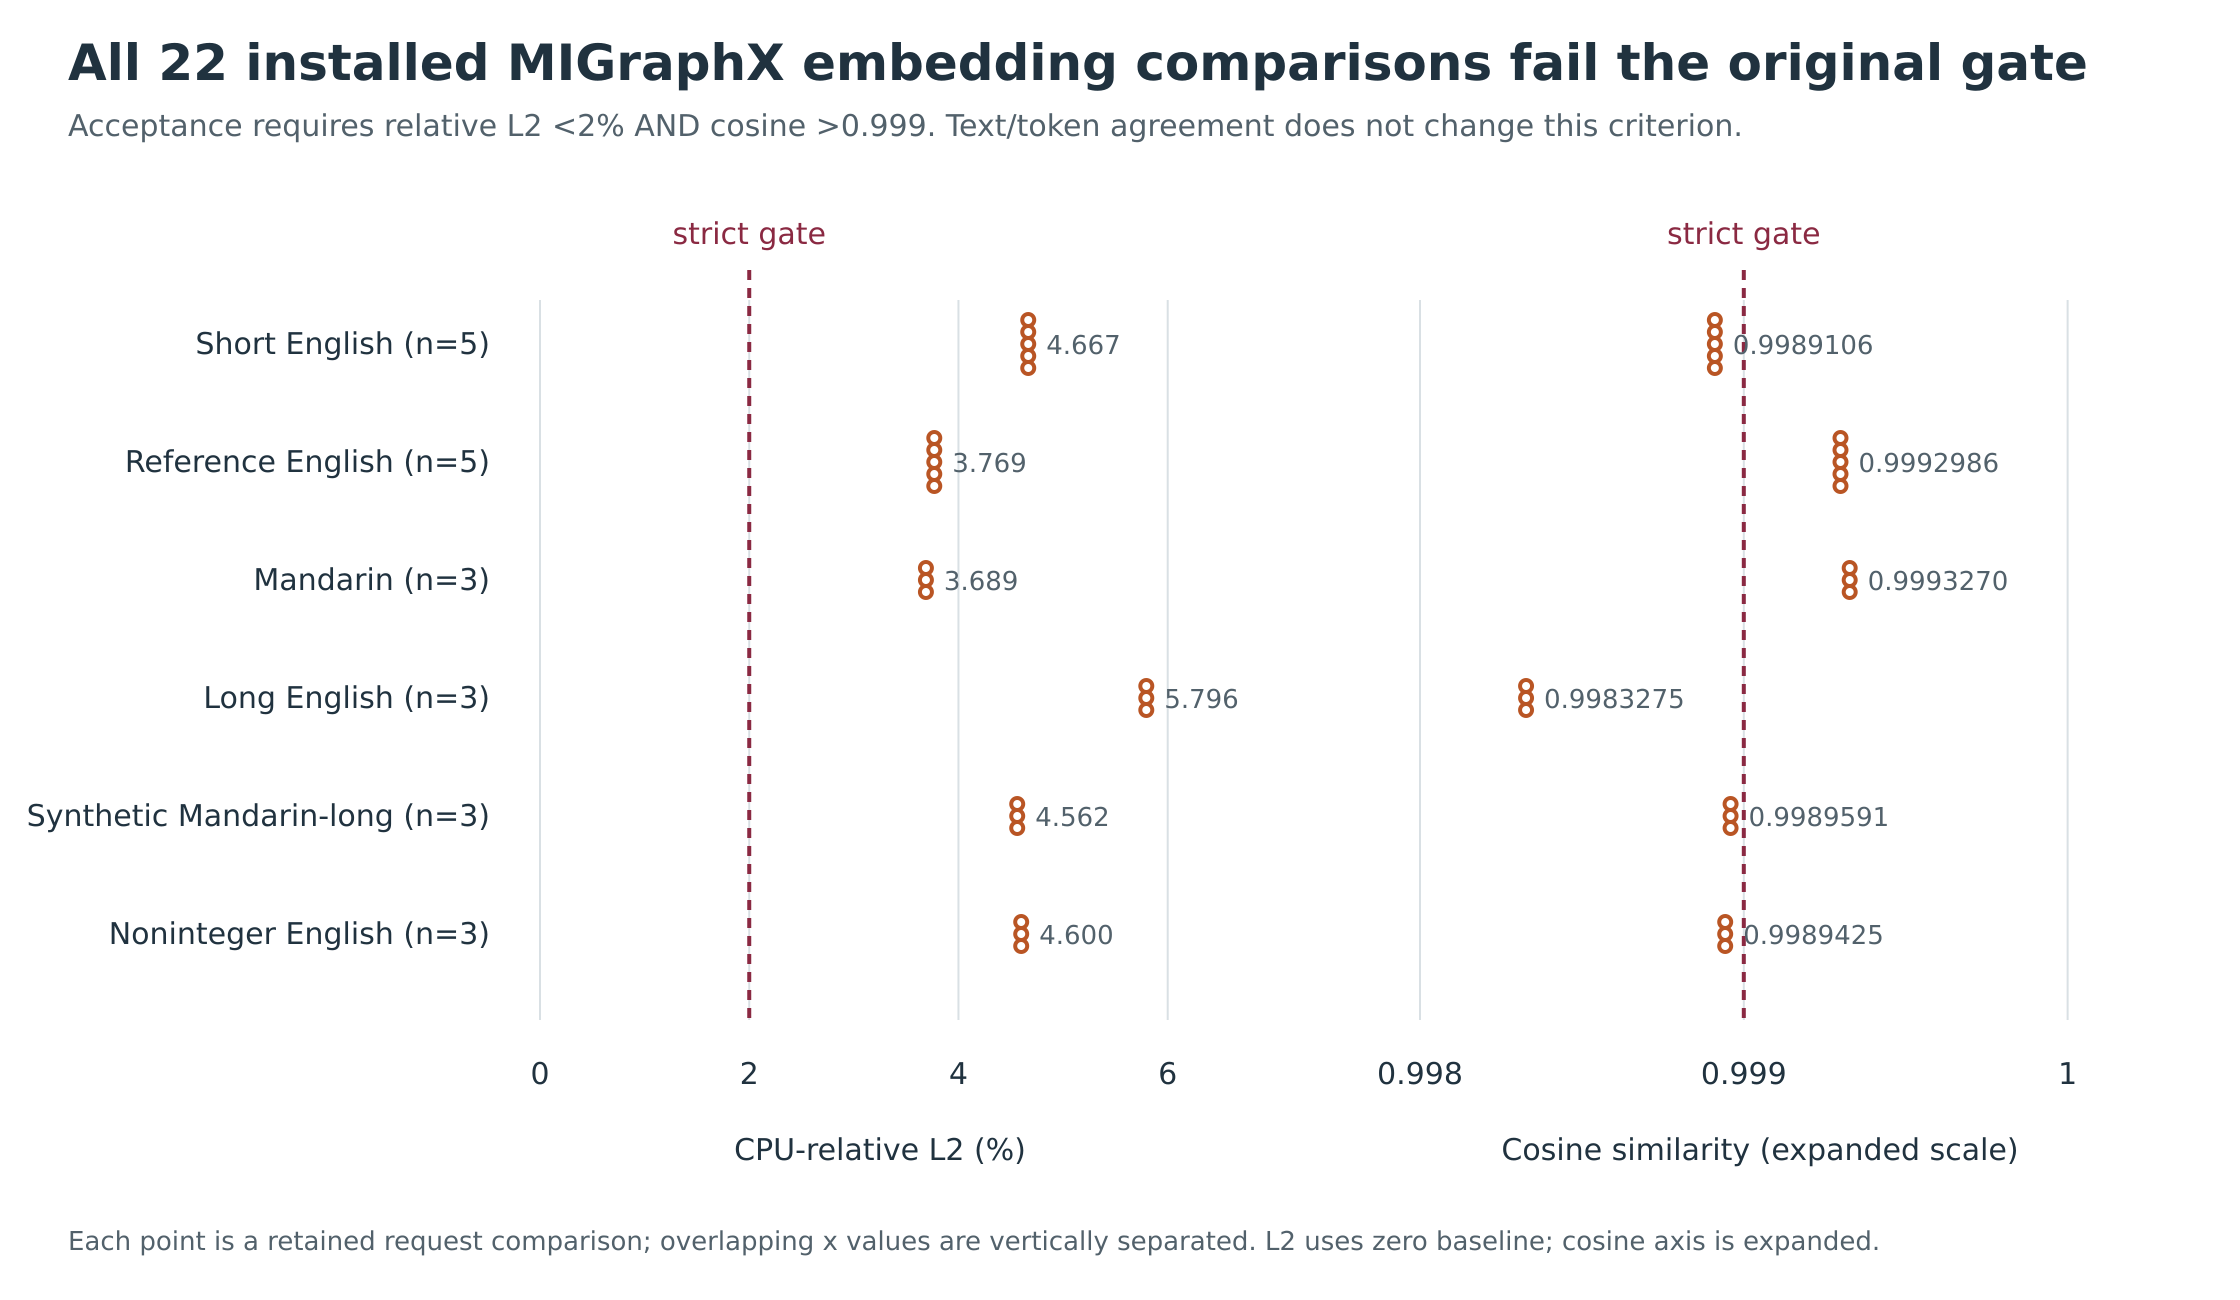 All 22 installed MIGraphX embedding comparisons fail the original gate
Acceptance requires relative L2 <2% AND cosine >0.999. Text/token agreement does not change this criterion.
strict gate
strict gate
Short English (n=5)
4.667
0.9989106
Reference English (n=5)
3.769
0.9992986
Mandarin (n=3)
3.689
0.9993270
Long English (n=3)
5.796
0.9983275
Synthetic Mandarin-long (n=3)
4.562
0.9989591
Noninteger English (n=3)
4.600
0.9989425
0
2
4
6
0.998
0.999
1
CPU-relative L2 (%)
Cosine similarity (expanded scale)
Each point is a retained request comparison; overlapping x values are vertically separated. L2 uses zero baseline; cosine axis is expanded.